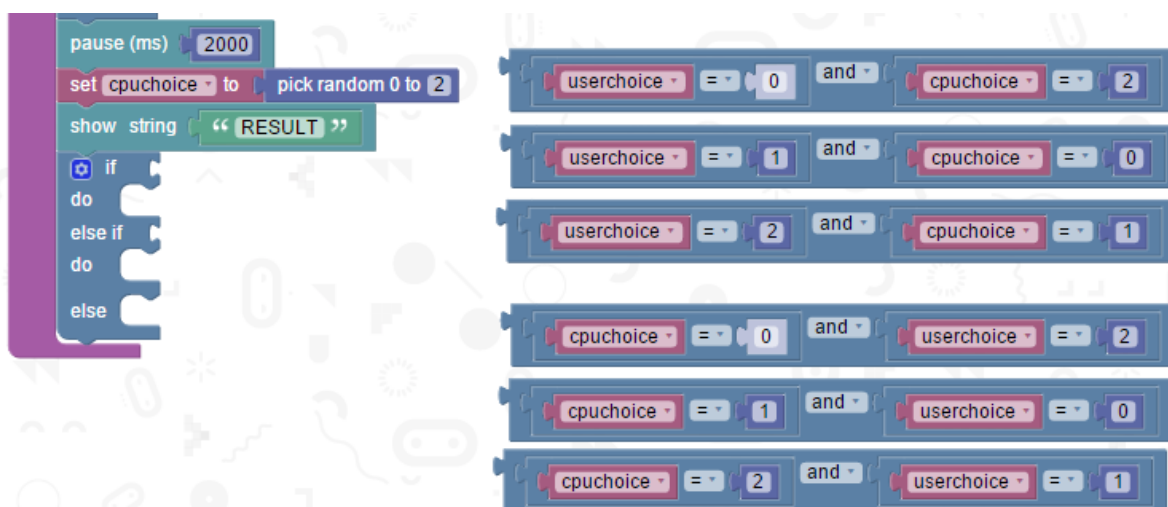 pause (ms) 2000
set cpuchoice to pick random 0 to 2
show string “ RESULT ”
if
do
else if
do
else
userchoice = 0 and cpuchoice = 2
userchoice = 1 and cpuchoice = 0
userchoice = 2 and cpuchoice = 1
cpuchoice = 0 and userchoice = 2
cpuchoice = 1 and userchoice = 0
cpuchoice = 2 and userchoice = 1